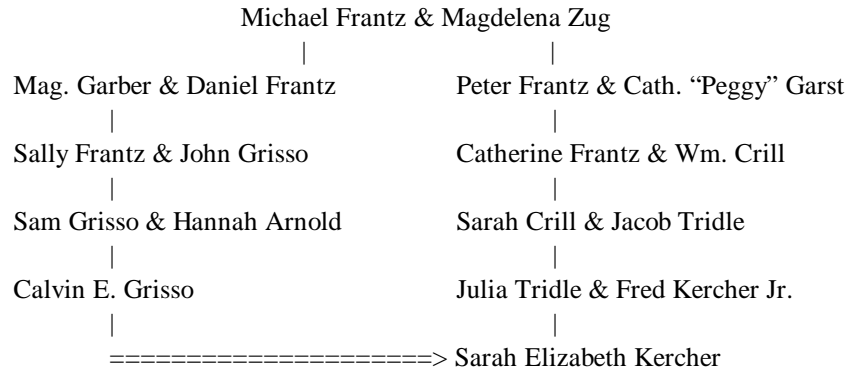 Michael Frantz & Magdelena Zug
| |
Mag. Garber & Daniel Frantz Peter Frantz & Cath. “Peggy” Garst
| |
Sally Frantz & John Grisso Catherine Frantz & Wm. Crill
| |
Sam Grisso & Hannah Arnold Sarah Crill & Jacob Tridle
| |
Calvin E. Grisso Julia Tridle & Fred Kercher Jr.
| |
=====================> Sarah Elizabeth Kercher